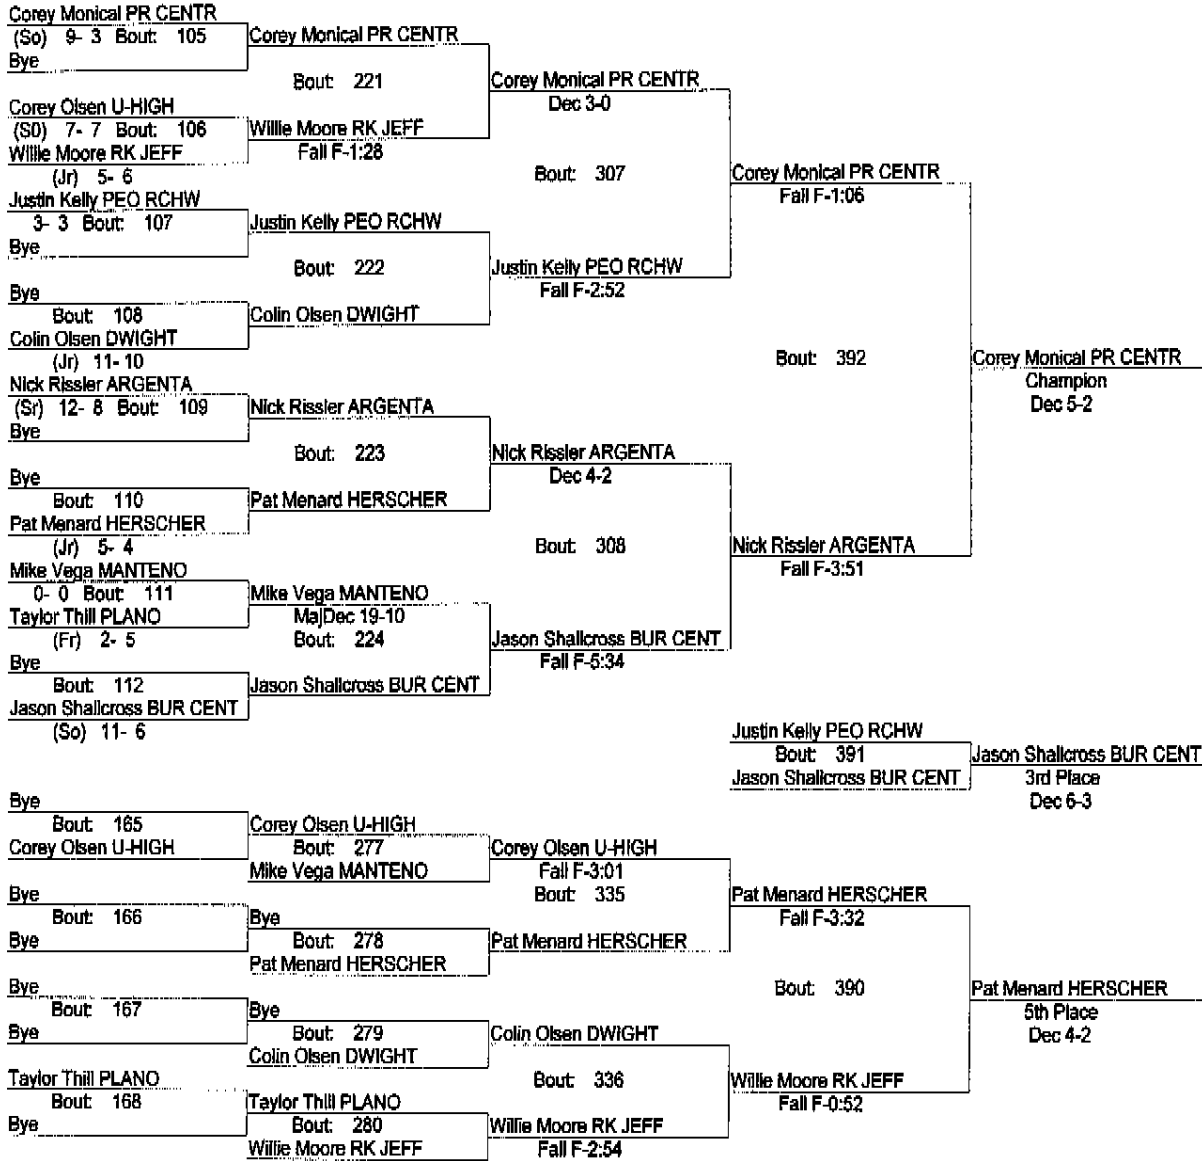 Corey Monical PR CENTR
(So) 9- 3 Bout: 105
Bye
Corey Monical PR CENTR
Bout: 221
Corey Olsen U-HIGH
(S0) 7- 7 Bout: 106
Willie Moore RK JEFF
(Jr) 5- 6
Willie Moore RK JEFF
Fall F-1:28
Corey Monical PR CENTR
Dec 3-0
Bout: 307
Justin Kelly PEO RCHW
3- 3 Bout: 107
Bye
Justin Kelly PEO RCHW
Bout: 222
Bye
Bout: 108
Colin Olsen DWIGHT
(Jr) 11- 10
Colin Olsen DWIGHT
Justin Kelly PEO RCHW
Fall F-2:52
Corey Monical PR CENTR
Fall F-1:06
Bout: 392
Nick Rissler ARGENTA
(Sr) 12- 8 Bout: 109
Bye
Nick Rissler ARGENTA
Bout: 223
Bye
Bout: 110
Pat Menard HERSCHER
(Jr) 5- 4
Pat Menard HERSCHER
Nick Rissler ARGENTA
Dec 4-2
Bout: 308
Mike Vega MANTENO
0- 0 Bout: 111
Taylor Thill PLANO
(Fr) 2- 5
Mike Vega MANTENO
MajDec 19-10
Bout: 224
Bye
Bout: 112
Jason Shallcross BUR CENT
(So) 11- 6
Jason Shallcross BUR CENT
Jason Shallcross BUR CENT
Fall F-5:34
Nick Rissler ARGENTA
Fall F-3:51
Corey Monical PR CENTR
Champion
Dec 5-2
Justin Kelly PEO RCHW
Bout: 391
Jason Shallcross BUR CENT
Jason Shallcross BUR CENT
3rd Place
Dec 6-3
Bye
Bout: 165
Corey Olsen U-HIGH
Corey Olsen U-HIGH
Bout: 277
Mike Vega MANTENO
Corey Olsen U-HIGH
Fall F-3:01
Bout: 335
Bye
Bout: 166
Bye
Bye
Bout: 278
Pat Menard HERSCHER
Pat Menard HERSCHER
Pat Menard HERSCHER
Fall F-3:32
Bout: 390
Bye
Bout: 167
Bye
Bye
Bout: 279
Colin Olsen DWIGHT
Colin Olsen DWIGHT
Bout: 336
Taylor Thill PLANO
Bout: 168
Bye
Taylor Thill PLANO
Bout: 280
Willie Moore RK JEFF
Willie Moore RK JEFF
Fall F-2:54
Willie Moore RK JEFF
Fall F-0:52
Pat Menard HERSCHER
5th Place
Dec 4-2